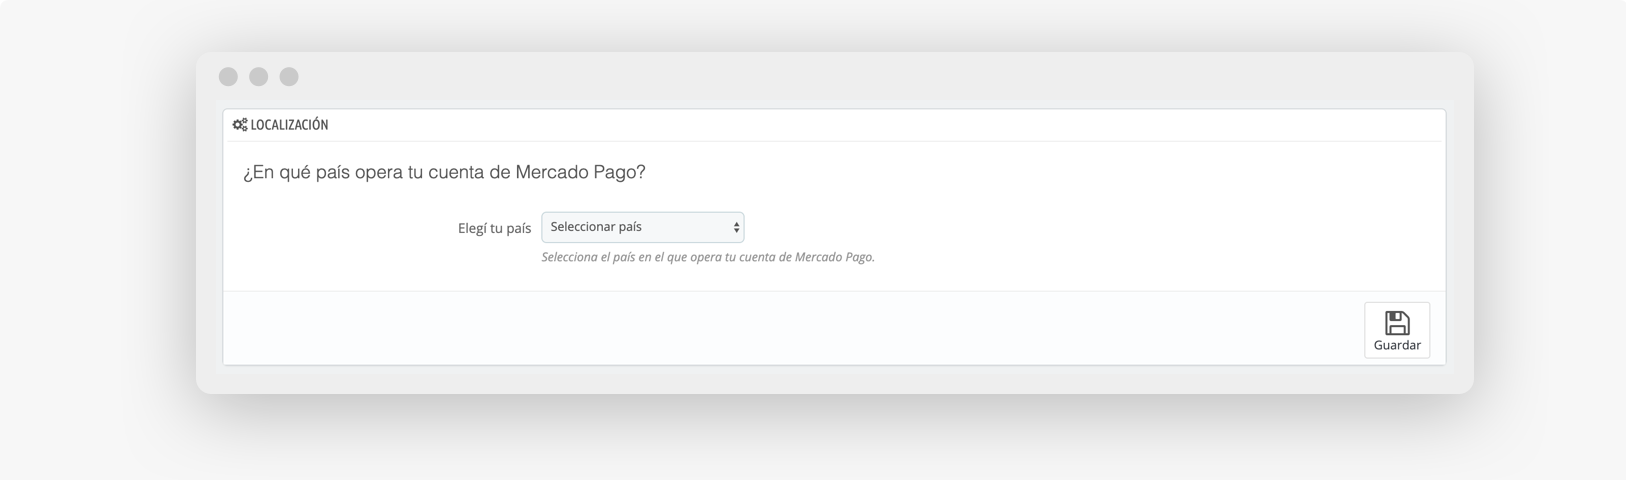 LOCALIZACIÓN
¿En qué país opera tu cuenta de Mercado Pago?
Elegí tu país
Seleccionar país
Selecciona el país en el que opera tu cuenta de Mercado Pago.
Guardar